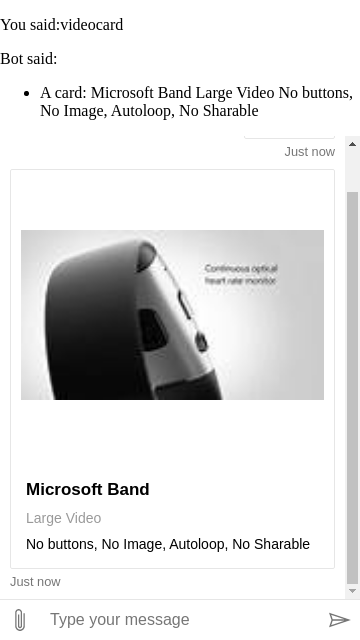 You said:videocard
Bot said:
A card: Microsoft Band Large Video No buttons,
No Image, Autoloop, No Sharable
Just now
Continuous optical
heart rate monitor
Microsoft Band
Large Video
No buttons, No Image, Autoloop, No Sharable
Just now
Type your message